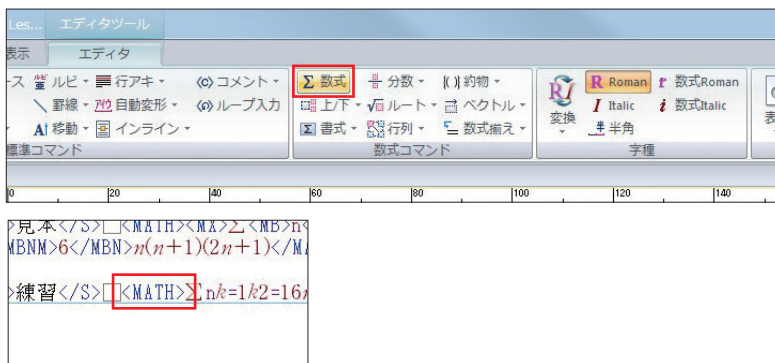 Les... エディタツール
表示 エディタ
ース ルビ 行アキ コメント Σ 数式 分数 約物 R Roman r 数式Roman
罫線 自動変形 ループ入力 上/下 ルート ベクトル 変換 I Italic i 数式Italic
移動 インライン Σ 書式 行列 数式揃え 半角
標準コマンド 数式コマンド 字種
0 20 40 60 80 100 120 140
>見本</S>□<MATH><MA>Σ<MB>n<
MBNM>6</MBN>n(n+1)(2n+1)</M
>練習</S>□<MATH>Σnk=1k2=16